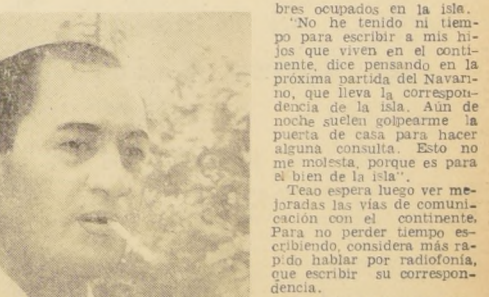 bres ocupados en la isla.
"No he tenido ni tiem-
po para escribir a mis hi-
jos que viven en el conti-
nente, dice pensando en la
próxima partida del Navari-
no, que lleva la correspon-
dencia de la isla. Aún de
noche suelen golpearme la
puerta de casa para hacer
alguna consulta. Esto no
me molesta, porque es para
el bien de la isla".
Teao espera luego ver me-
joradas las vías de comuni-
cación con el continente.
Para no perder tiempo es-
cribiendo, considera más rá-
pido hablar por radiofonía,
que escribir su correspon-
dencia.